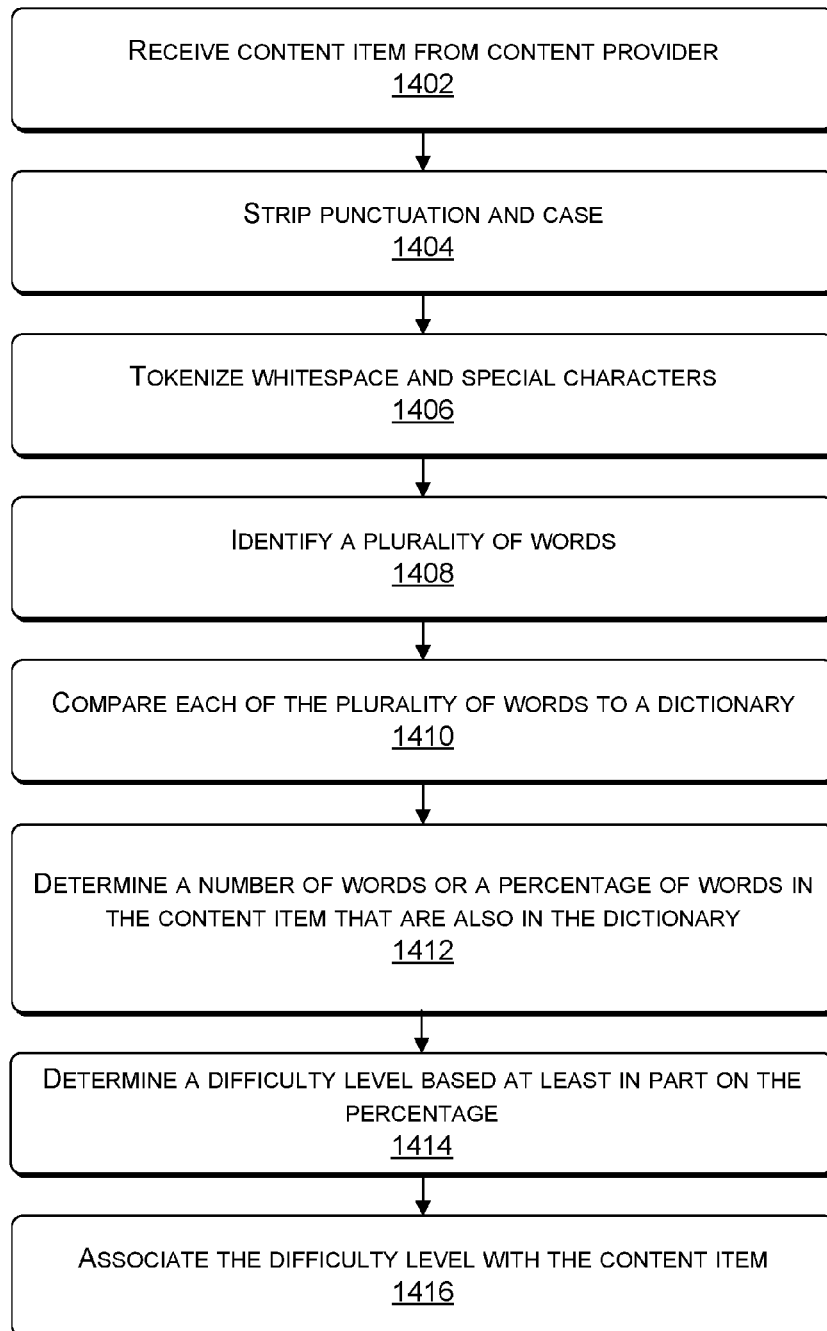 RECEIVE CONTENT ITEM FROM CONTENT PROVIDER
1402
STRIP PUNCTUATION AND CASE
1404
TOKENIZE WHITESPACE AND SPECIAL CHARACTERS
1406
IDENTIFY A PLURALITY OF WORDS
1408
COMPARE EACH OF THE PLURALITY OF WORDS TO A DICTIONARY
1410
DETERMINE A NUMBER OF WORDS OR A PERCENTAGE OF WORDS IN
THE CONTENT ITEM THAT ARE ALSO IN THE DICTIONARY
1412
DETERMINE A DIFFICULTY LEVEL BASED AT LEAST IN PART ON THE
PERCENTAGE
1414
ASSOCIATE THE DIFFICULTY LEVEL WITH THE CONTENT ITEM
1416